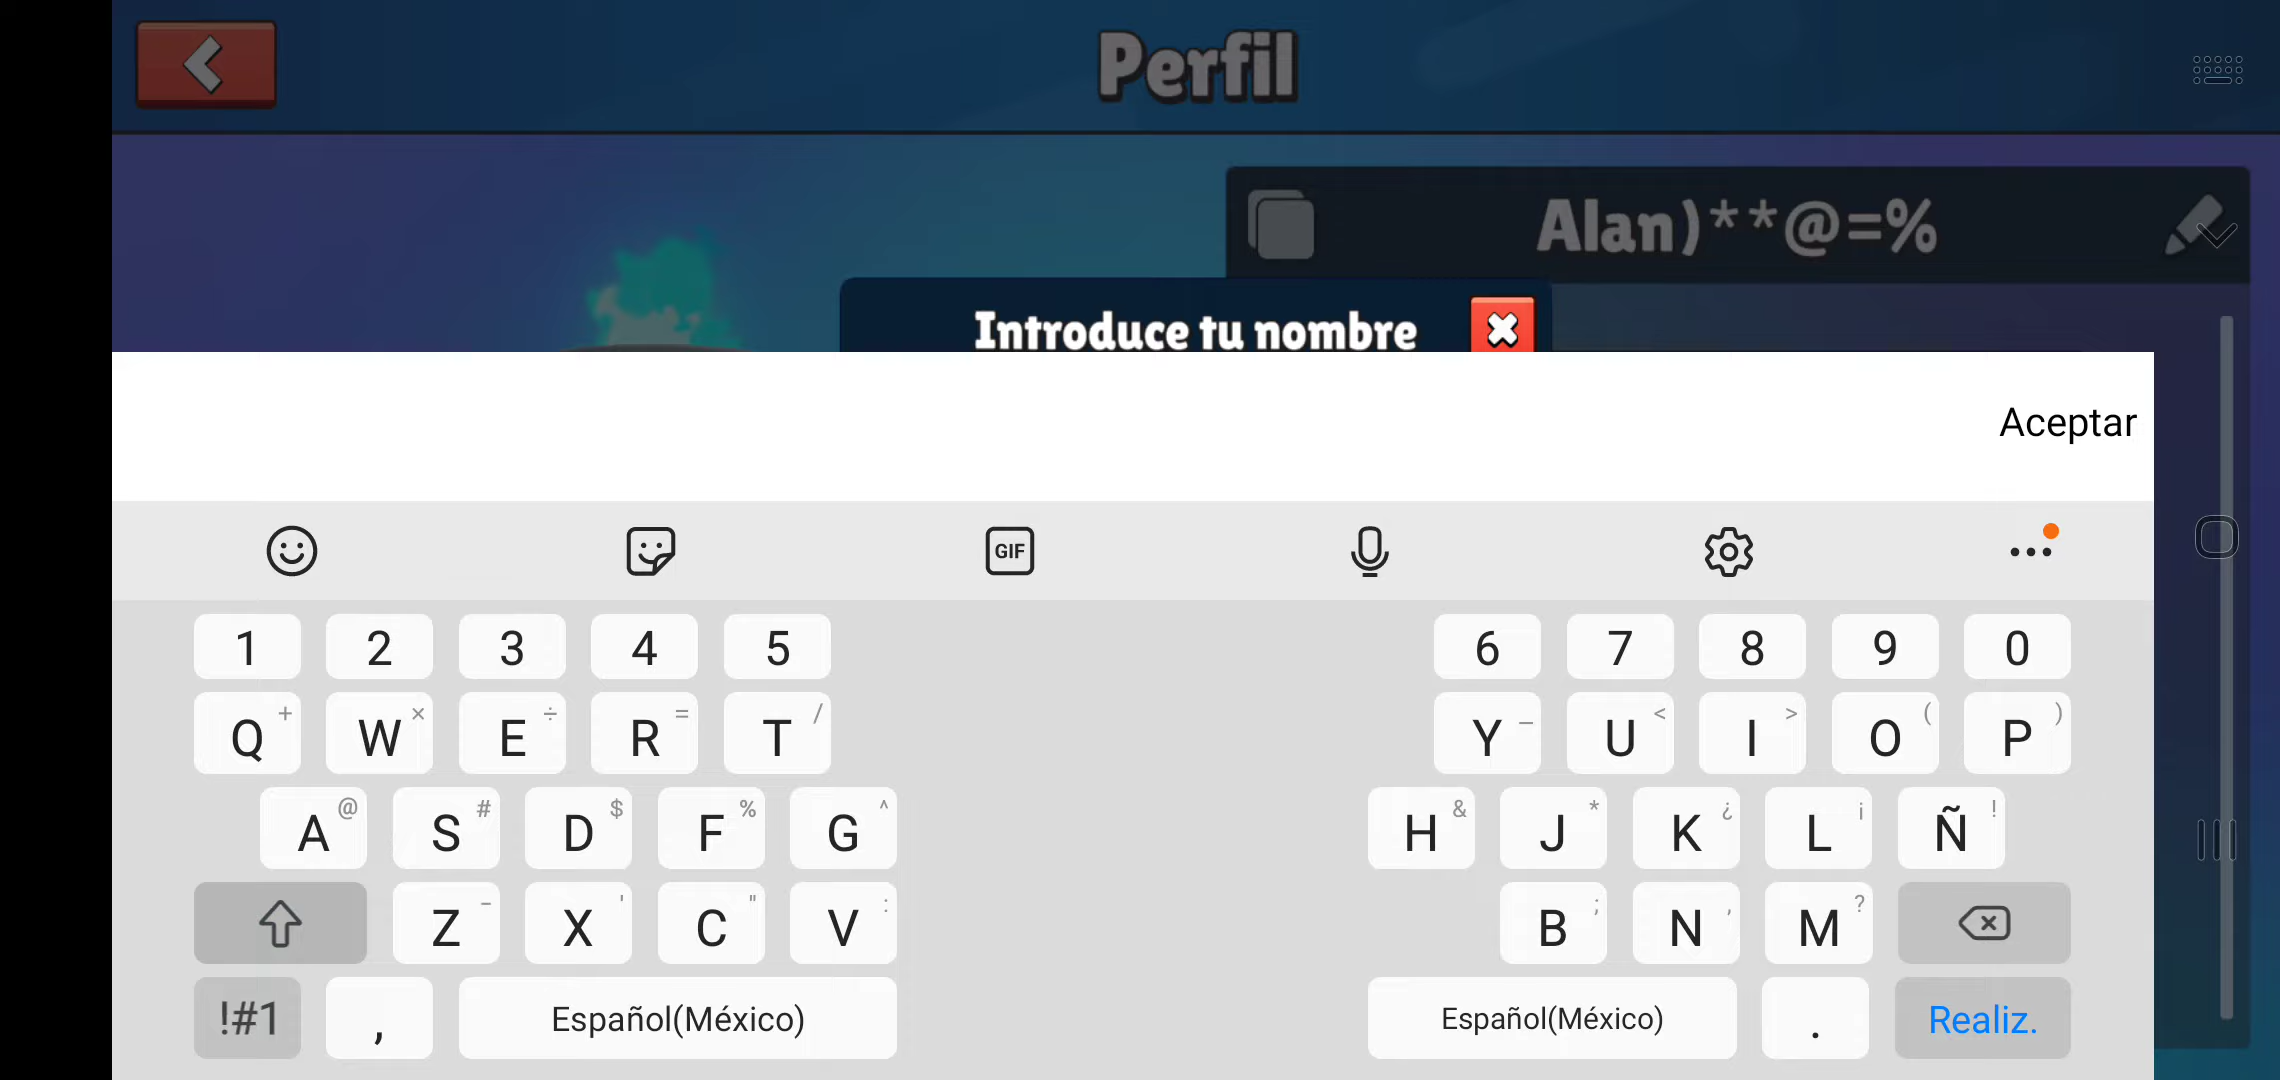 Perfil
Alan)**@=%
Introduce tu nombre
Aceptar
GIF
1 2 3 4 5 6 7 8 9 0
Q + W × E ÷ R = T / Y _ U < I > O ( P )
A @ S # D $ F % G ^ H & J * K ¿ L ¡ Ñ !
Z - X ' C " V : B ; N , M ?
!#1 , Español(México) Español(México) . Realiz.